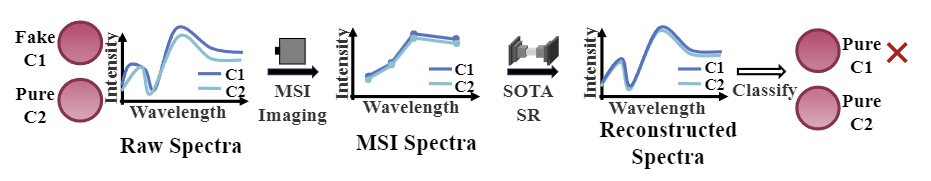 Fake
C1
Pure
C2
Intensity
C1
C2
Wavelength
Raw Spectra
MSI
Imaging
Intensity
C1
C2
Wavelength
MSI Spectra
SOTA
SR
Intensity
C1
C2
Wavelength
Reconstructed
Spectra
Classify
Pure
C1
Pure
C2